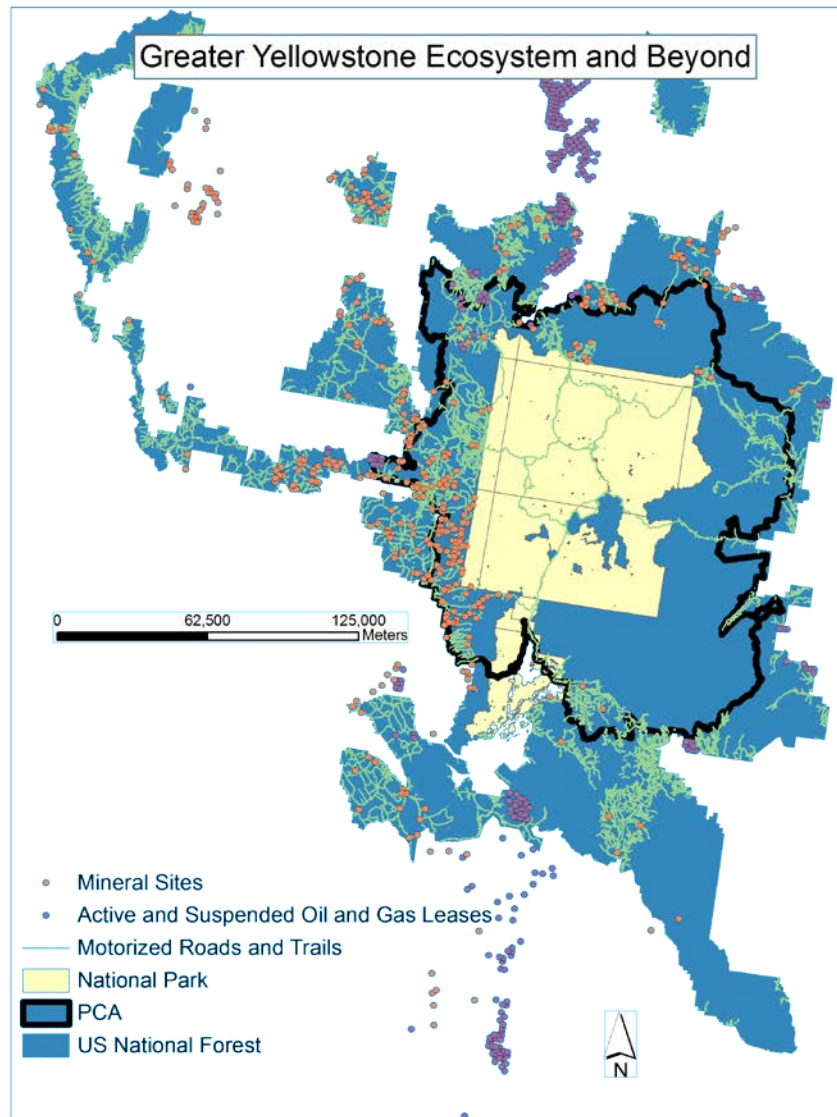 Greater Yellowstone Ecosystem and Beyond
0 62,500 125,000
Meters
Mineral Sites
Active and Suspended Oil and Gas Leases
Motorized Roads and Trails
National Park
PCA
US National Forest
N